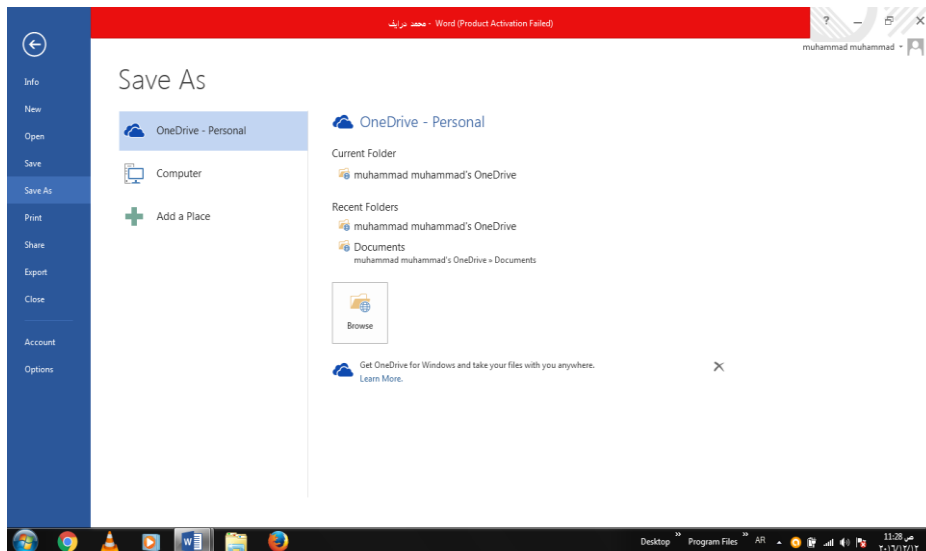 محمد درايف - Word (Product Activation Failed)
?
muhammad muhammad
Info
New
Open
Save
Save As
Print
Share
Export
Close
Account
Options
Save As
OneDrive - Personal
Computer
Add a Place
OneDrive - Personal
Current Folder
muhammad muhammad's OneDrive
Recent Folders
muhammad muhammad's OneDrive
Documents
muhammad muhammad's OneDrive » Documents
Browse
Get OneDrive for Windows and take your files with you anywhere.
Learn More.
Desktop » Program Files » AR
11:28 ص
٢٠١٦/١٢/١٢